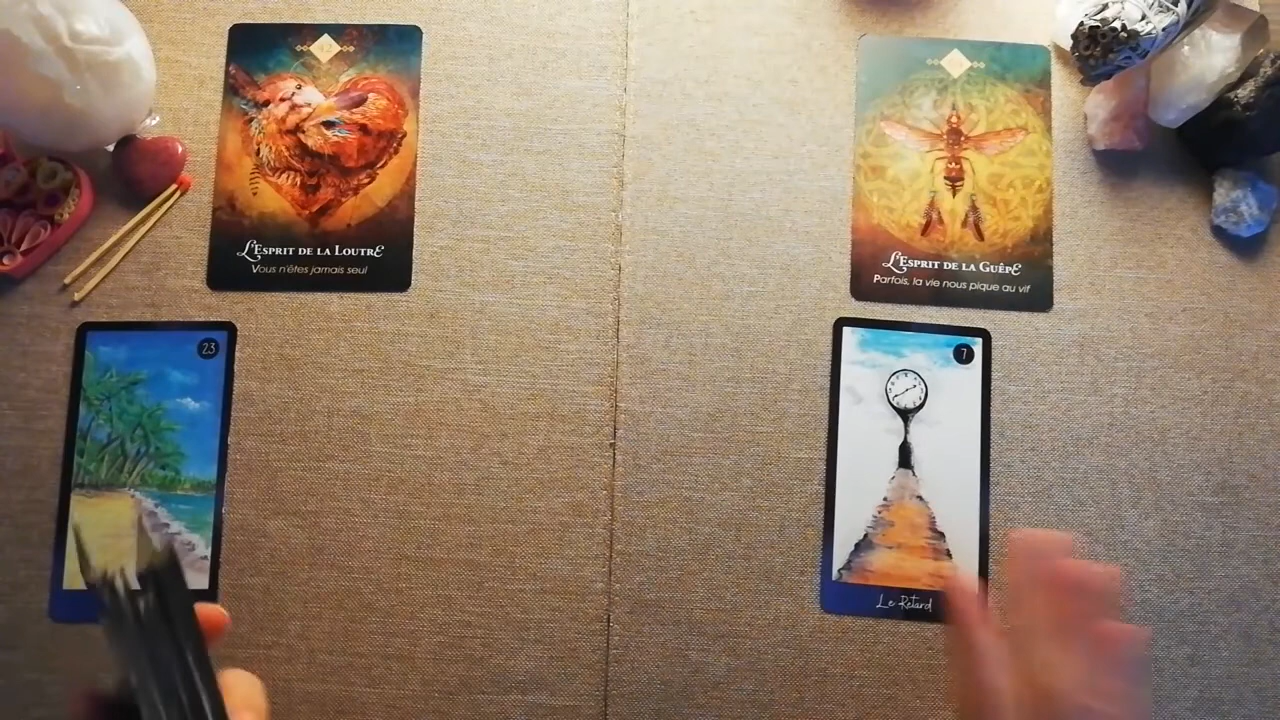 12
L'Esprit de la Loutre
Vous n'êtes jamais seul
L'Esprit de la Guêpe
Parfois, la vie nous pique au vif
23
7
Le Retard